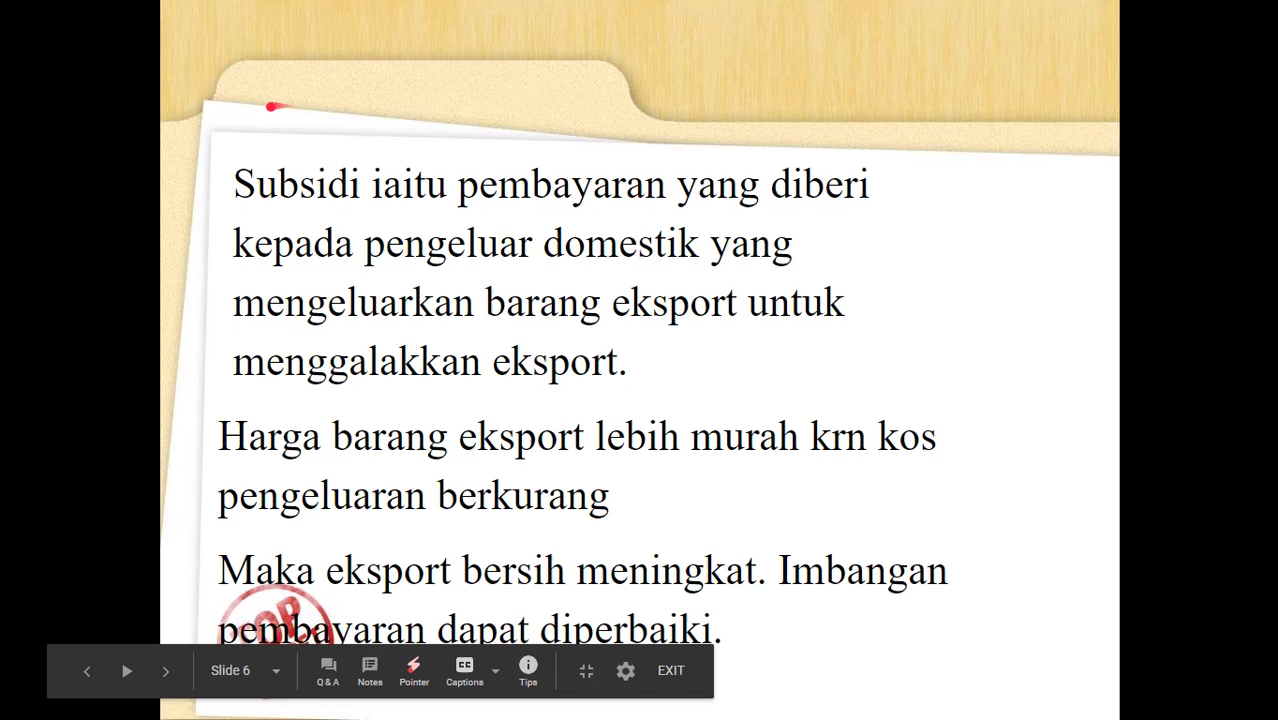 Subsidi iaitu pembayaran yang diberi
kepada pengeluar domestik yang
mengeluarkan barang eksport untuk
menggalakkan eksport.
Harga barang eksport lebih murah krn kos
pengeluaran berkurang
Maka eksport bersih meningkat. Imbangan
pembayaran dapat diperbaiki.
TOP
Slide 6
Q & A
Notes
Pointer
CC
Captions
Tips
EXIT